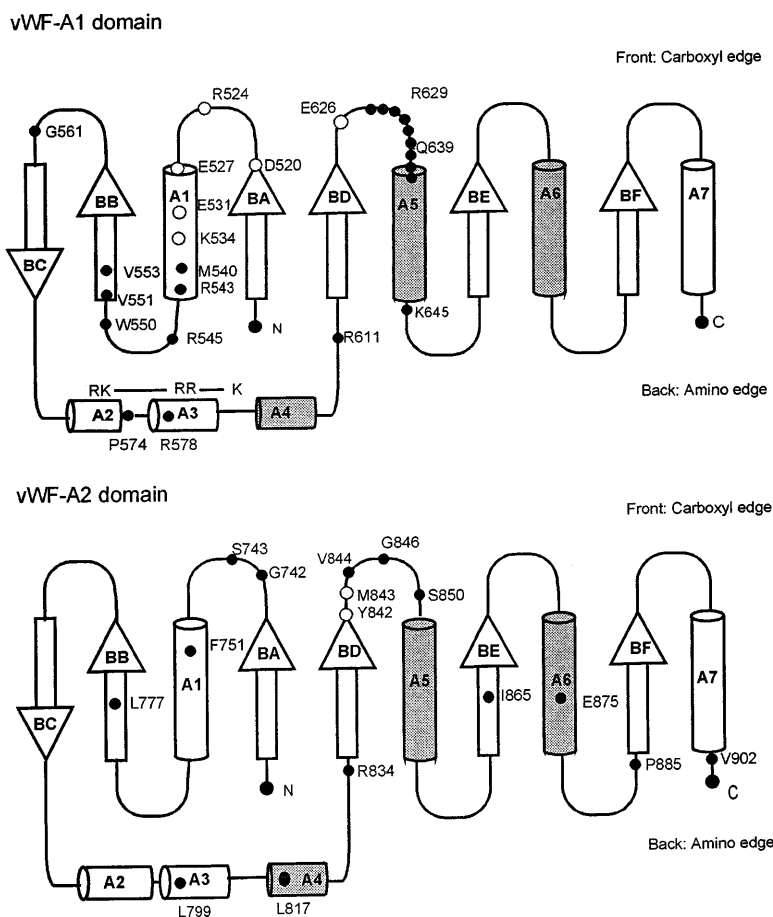 vWF-A1 domain
Front: Carboxyl edge
R524
E626
R629
G561
Q639
E527
D520
A1
BB
E531
BA
BD
A5
BE
A6
BF
A7
K534
BC
V553
M540
V551
R543
W550
R545
N
R611
K645
C
RK RR K
Back: Amino edge
A2
A3
A4
P574
R578
vWF-A2 domain
Front: Carboxyl edge
S743
G742
V844
G846
M843
S850
Y842
F751
BB
A1
BA
BD
A5
BE
A6
BF
A7
BC
L777
I865
E875
R834
P885
V902
N
C
Back: Amino edge
A2
A3
A4
L799
L817